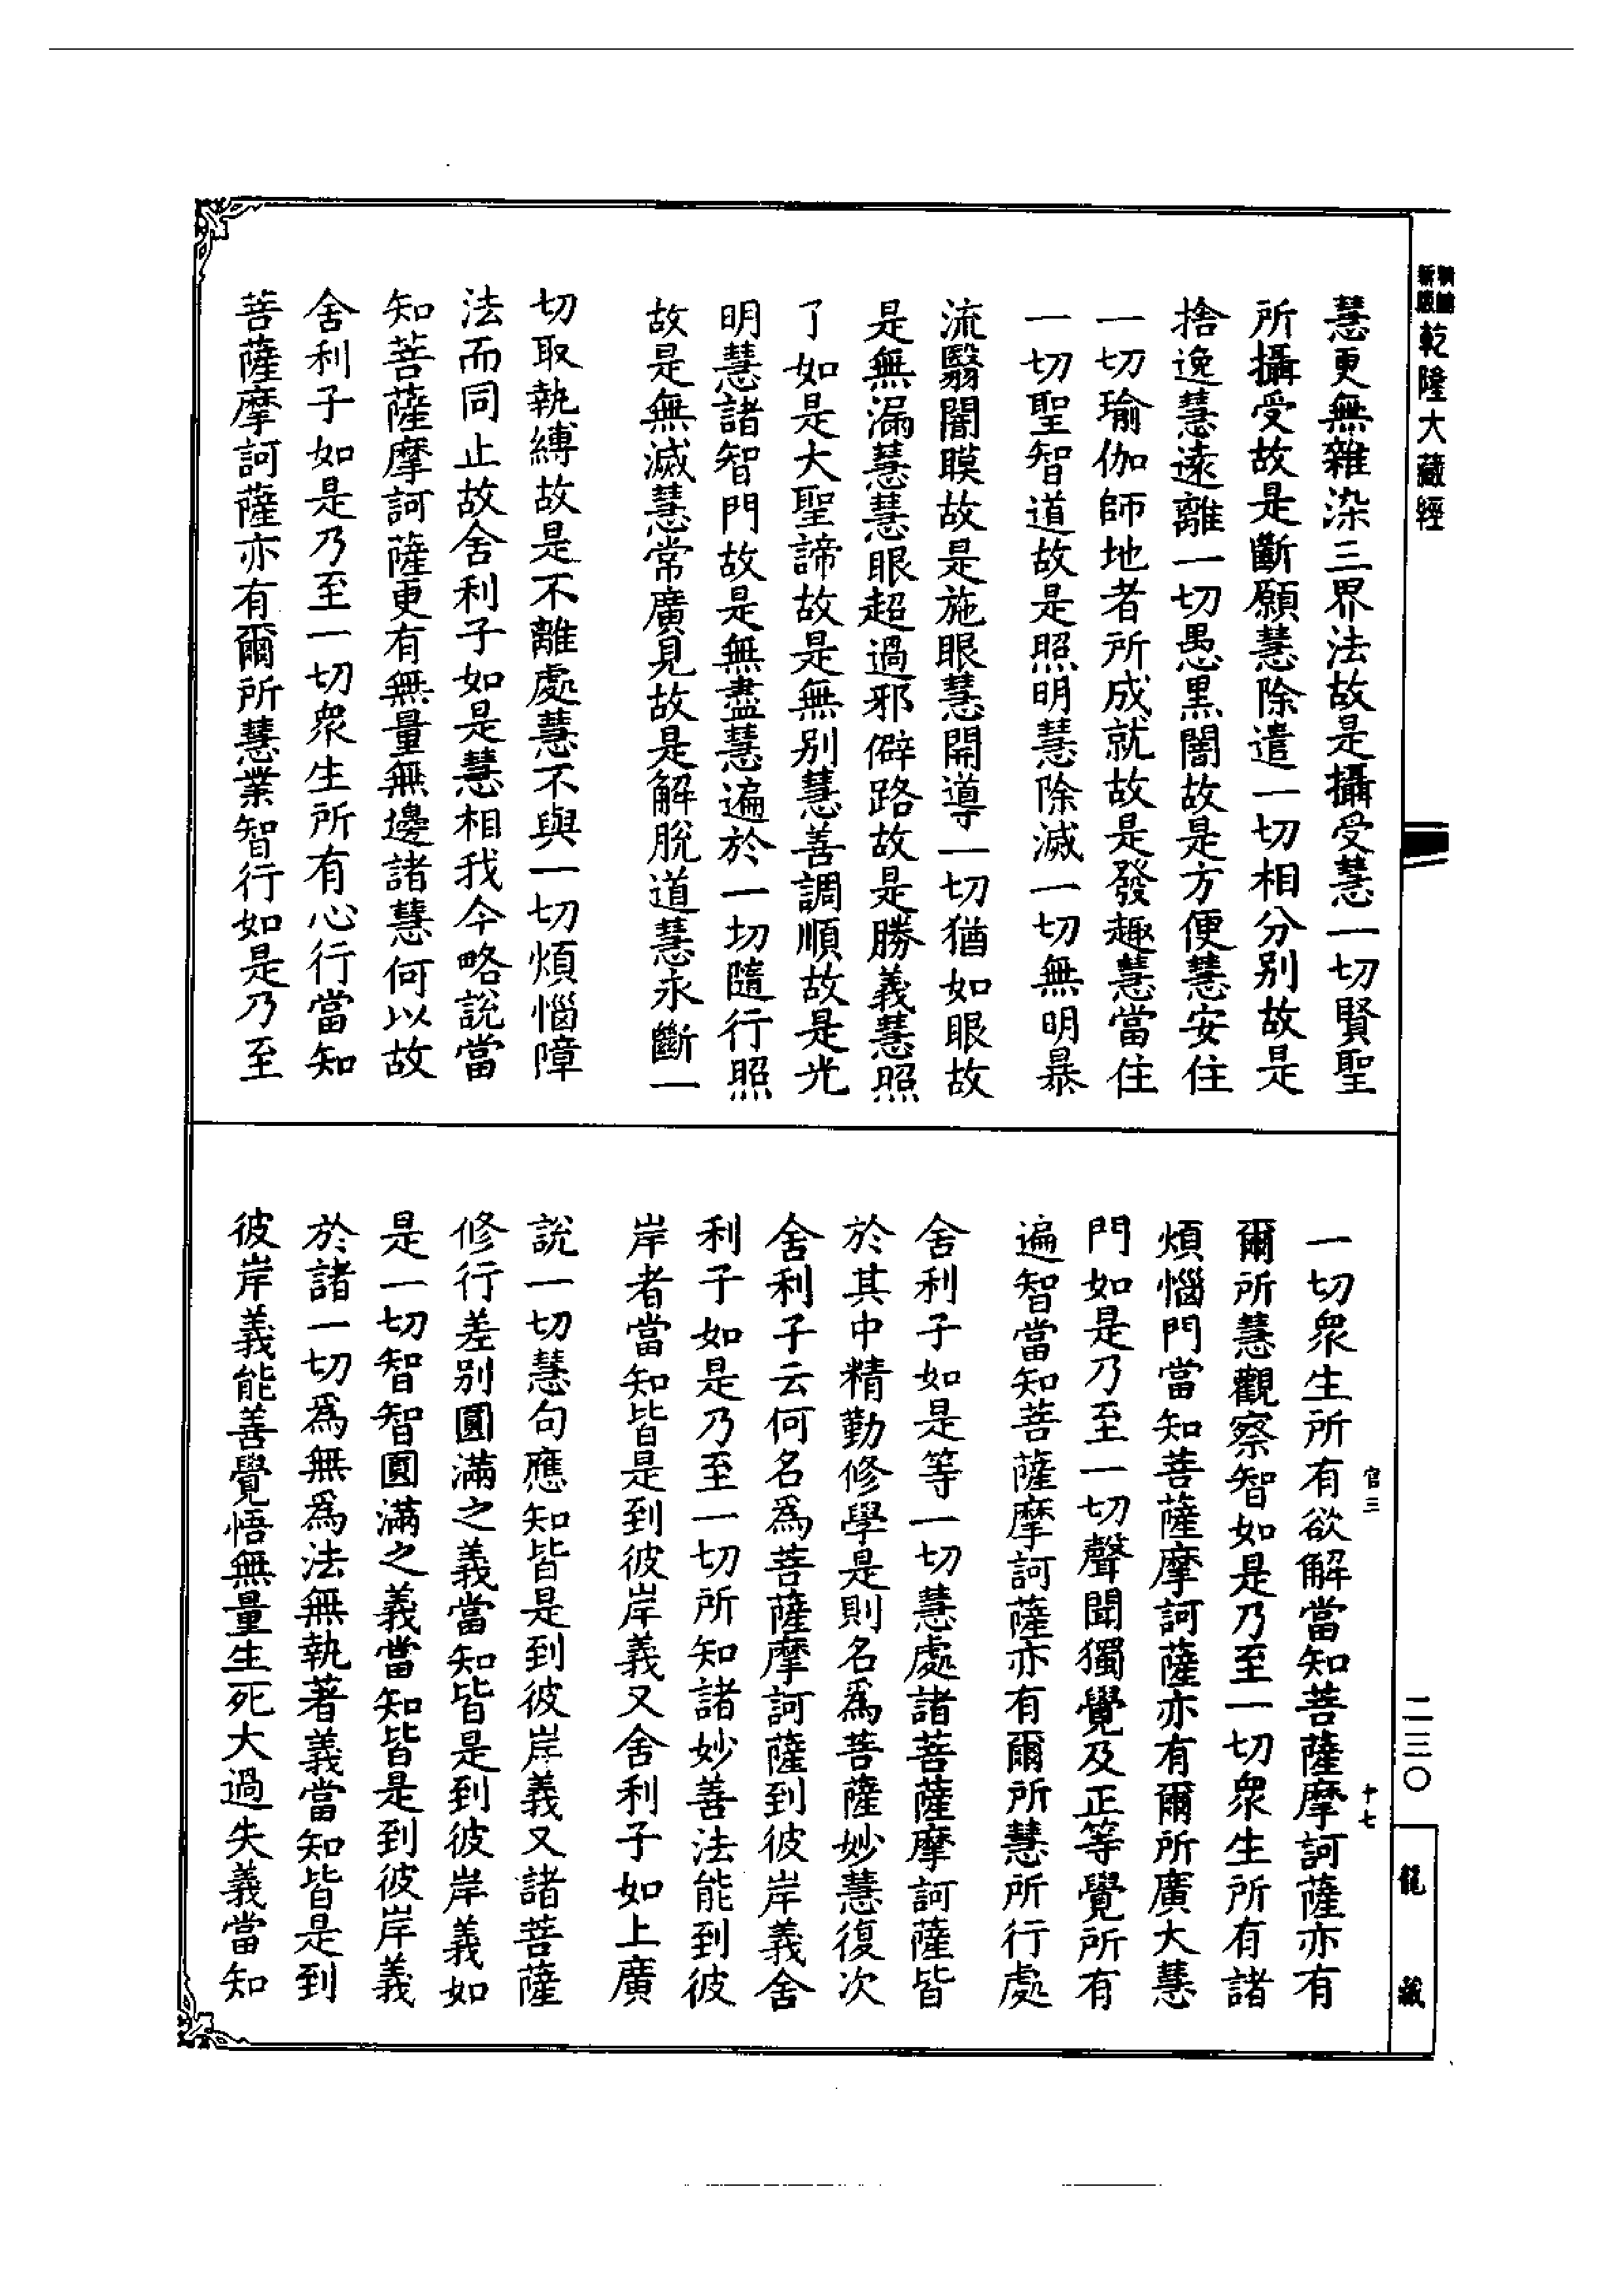 乾隆大藏經
慧更無雜染三界法故是攝受慧一切賢聖
所攝受故是斷願慧除遣一切相分别故是
捨逸慧遠離一切愚黑闇故是方便慧安住
一切瑜伽師地者所成就故是發趣慧當住
一切聖智道故是照明慧除滅一切無明暴
流翳闇瞙故是施眼慧開導一切猶如眼故
是無漏慧慧眼超過邪僻路故是勝義慧照
了如是大聖諦故是無别慧善調順故是光
明慧諸智門故是無盡慧遍於一切隨行照
故是無滅慧常廣見故是解脫道慧永斷一
切取執縛故是不離處慧不與一切煩惱障
法而同止故舍利子如是慧相我今略說當
知菩薩摩訶薩更有無量無邊諸慧何以故
舍利子如是乃至一切衆生所有心行當知
菩薩摩訶薩亦有爾所慧業智行如是乃至
一切衆生所有欲解當知菩薩摩訶薩亦有
爾所慧觀察智如是乃至一切衆生所有諸
煩惱門當知菩薩摩訶薩亦有爾所廣大慧
門如是乃至一切聲聞獨覺及正等覺所有
遍智當知菩薩摩訶薩亦有爾所慧所行處
舍利子如是等一切慧處諸菩薩摩訶薩皆
於其中精勤修學是則名爲菩薩妙慧復次
舍利子云何名爲菩薩摩訶薩到彼岸義舍
利子如是乃至一切所知諸妙善法能到彼
岸者當知皆是到彼岸義又舍利子如上廣
說一切慧句應知皆是到彼岸義又諸菩薩
修行差别圓滿之義當知皆是到彼岸義如
是一切智智圓滿之義當知皆是到彼岸義
於諸一切爲無爲法無執著義當知皆是到
彼岸義能善覺悟無量生死大過失義當知
官三
十七
二三〇
龍藏